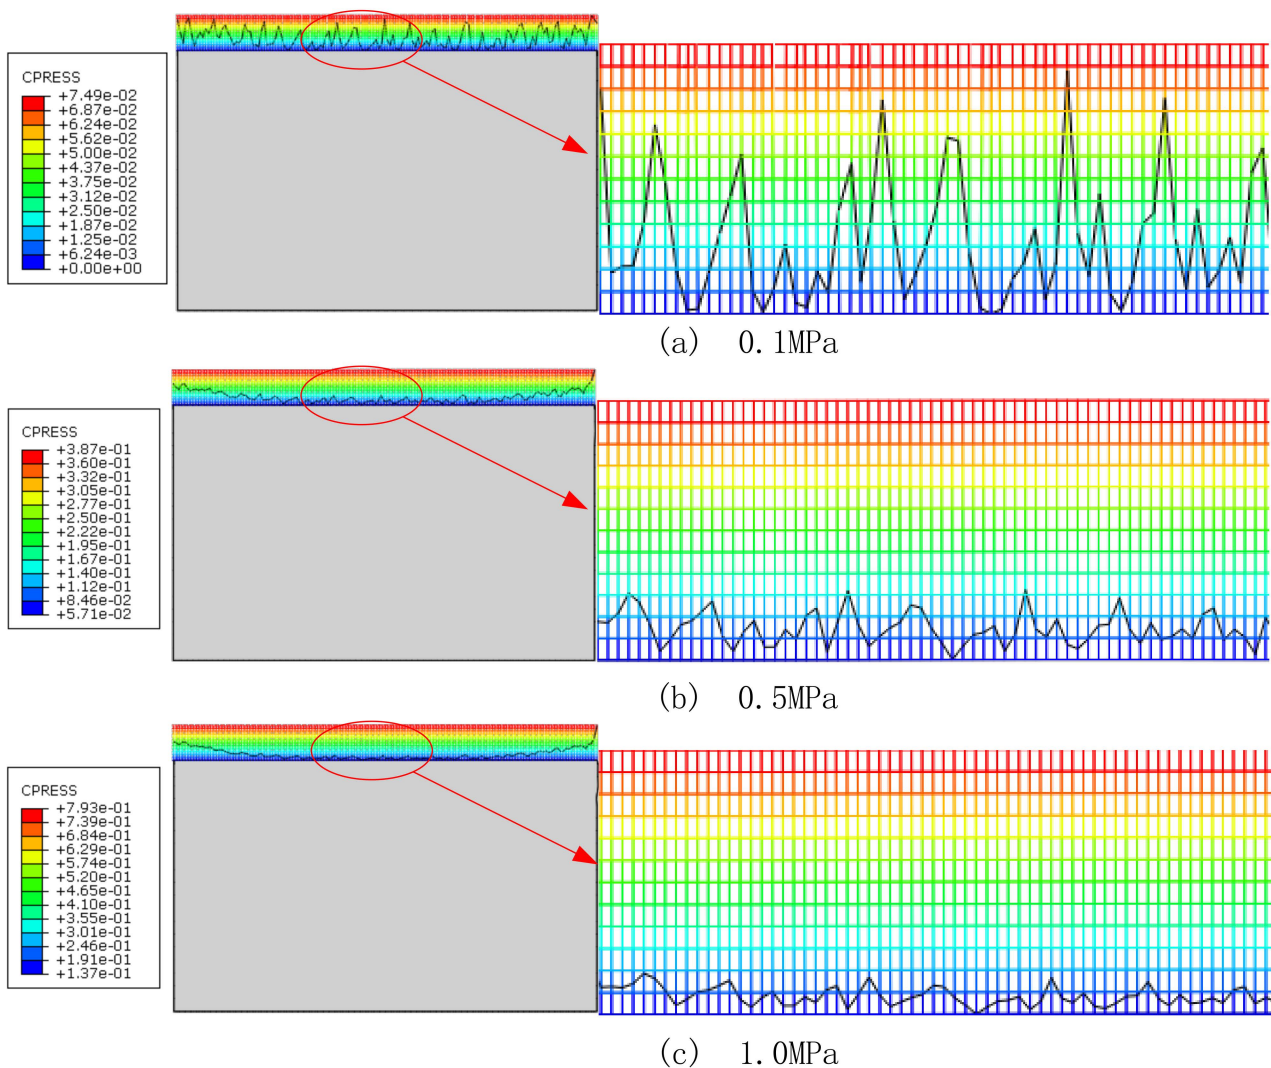 CPRESS
+7.49e-02
+6.87e-02
+6.24e-02
+5.62e-02
+5.00e-02
+4.37e-02
+3.75e-02
+3.12e-02
+2.50e-02
+1.87e-02
+1.25e-02
+6.24e-03
+0.00e+00
(a) 0.1MPa
CPRESS
+3.87e-01
+3.60e-01
+3.32e-01
+3.05e-01
+2.77e-01
+2.50e-01
+2.22e-01
+1.95e-01
+1.67e-01
+1.40e-01
+1.12e-01
+8.46e-02
+5.71e-02
(b) 0.5MPa
CPRESS
+7.93e-01
+7.39e-01
+6.84e-01
+6.29e-01
+5.74e-01
+5.20e-01
+4.65e-01
+4.10e-01
+3.55e-01
+3.01e-01
+2.46e-01
+1.91e-01
+1.37e-01
(c) 1.0MPa